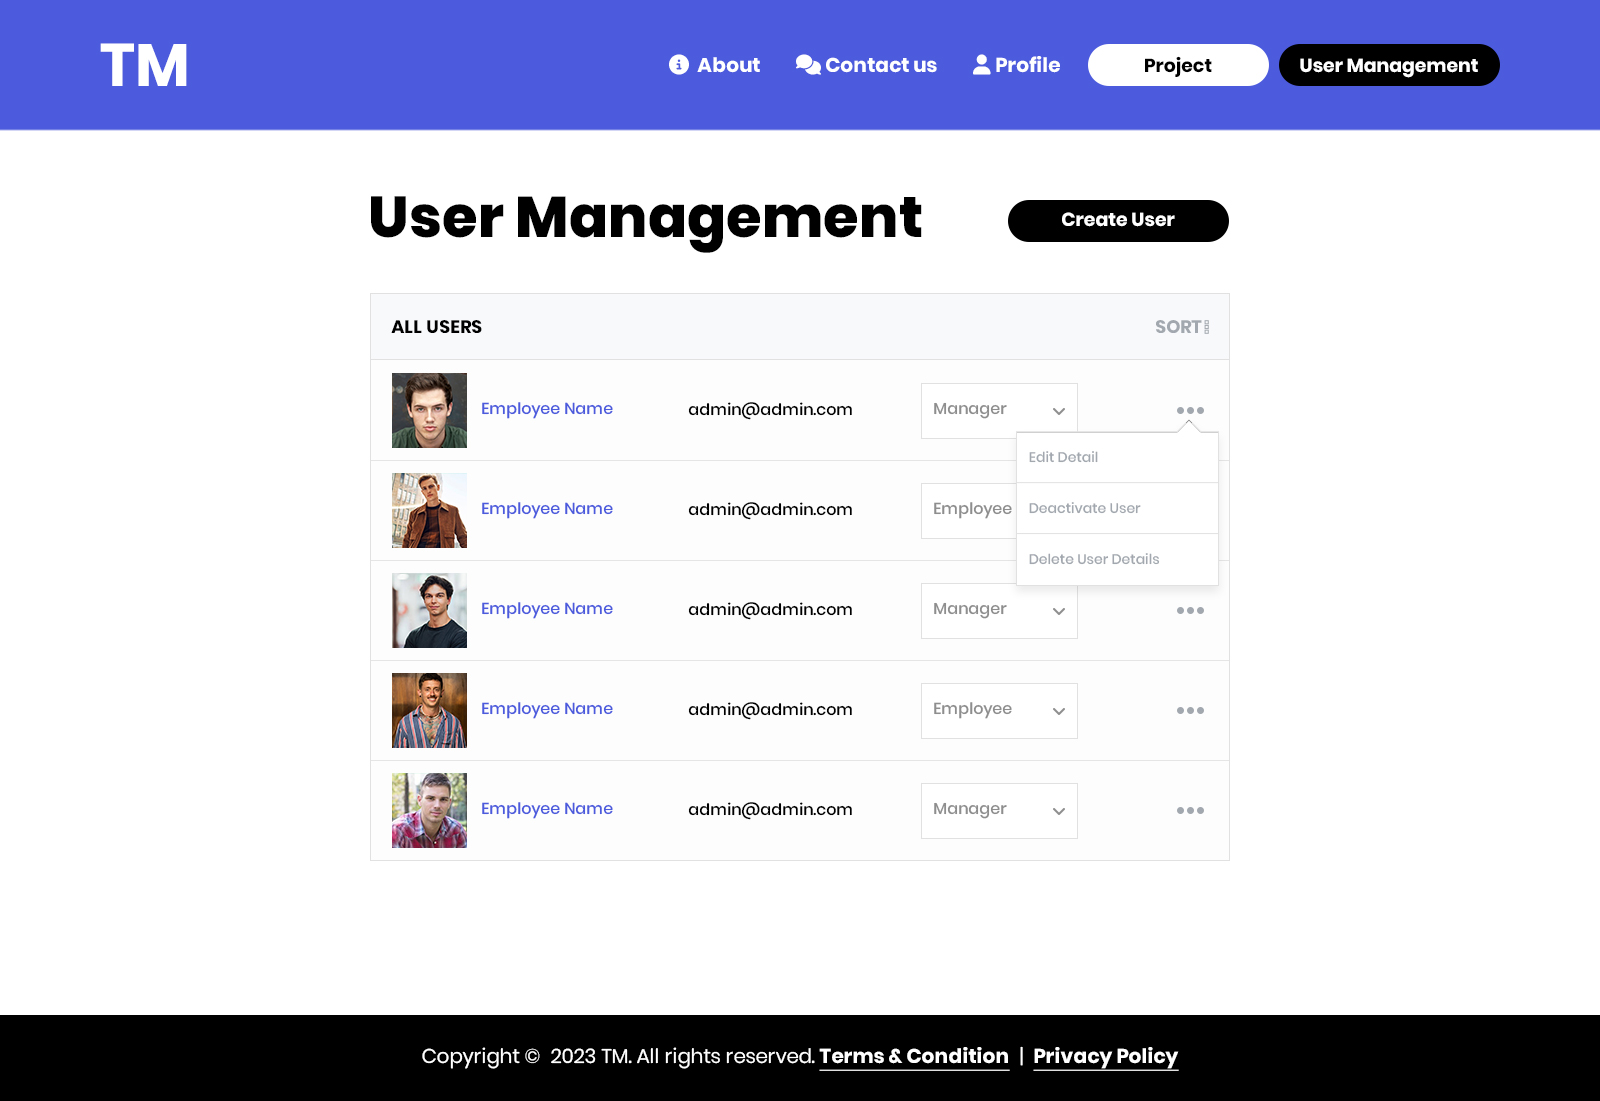 TM
About
Contact us
Profile
Project
User Management
User Management
Create User
ALL USERS
SORT
Employee Name
admin@admin.com
Manager
Edit Detail
Employee Name
admin@admin.com
Employee
Deactivate User
Delete User Details
Employee Name
admin@admin.com
Manager
Employee Name
admin@admin.com
Employee
Employee Name
admin@admin.com
Manager
Copyright © 2023 TM. All rights reserved. Terms & Condition | Privacy Policy